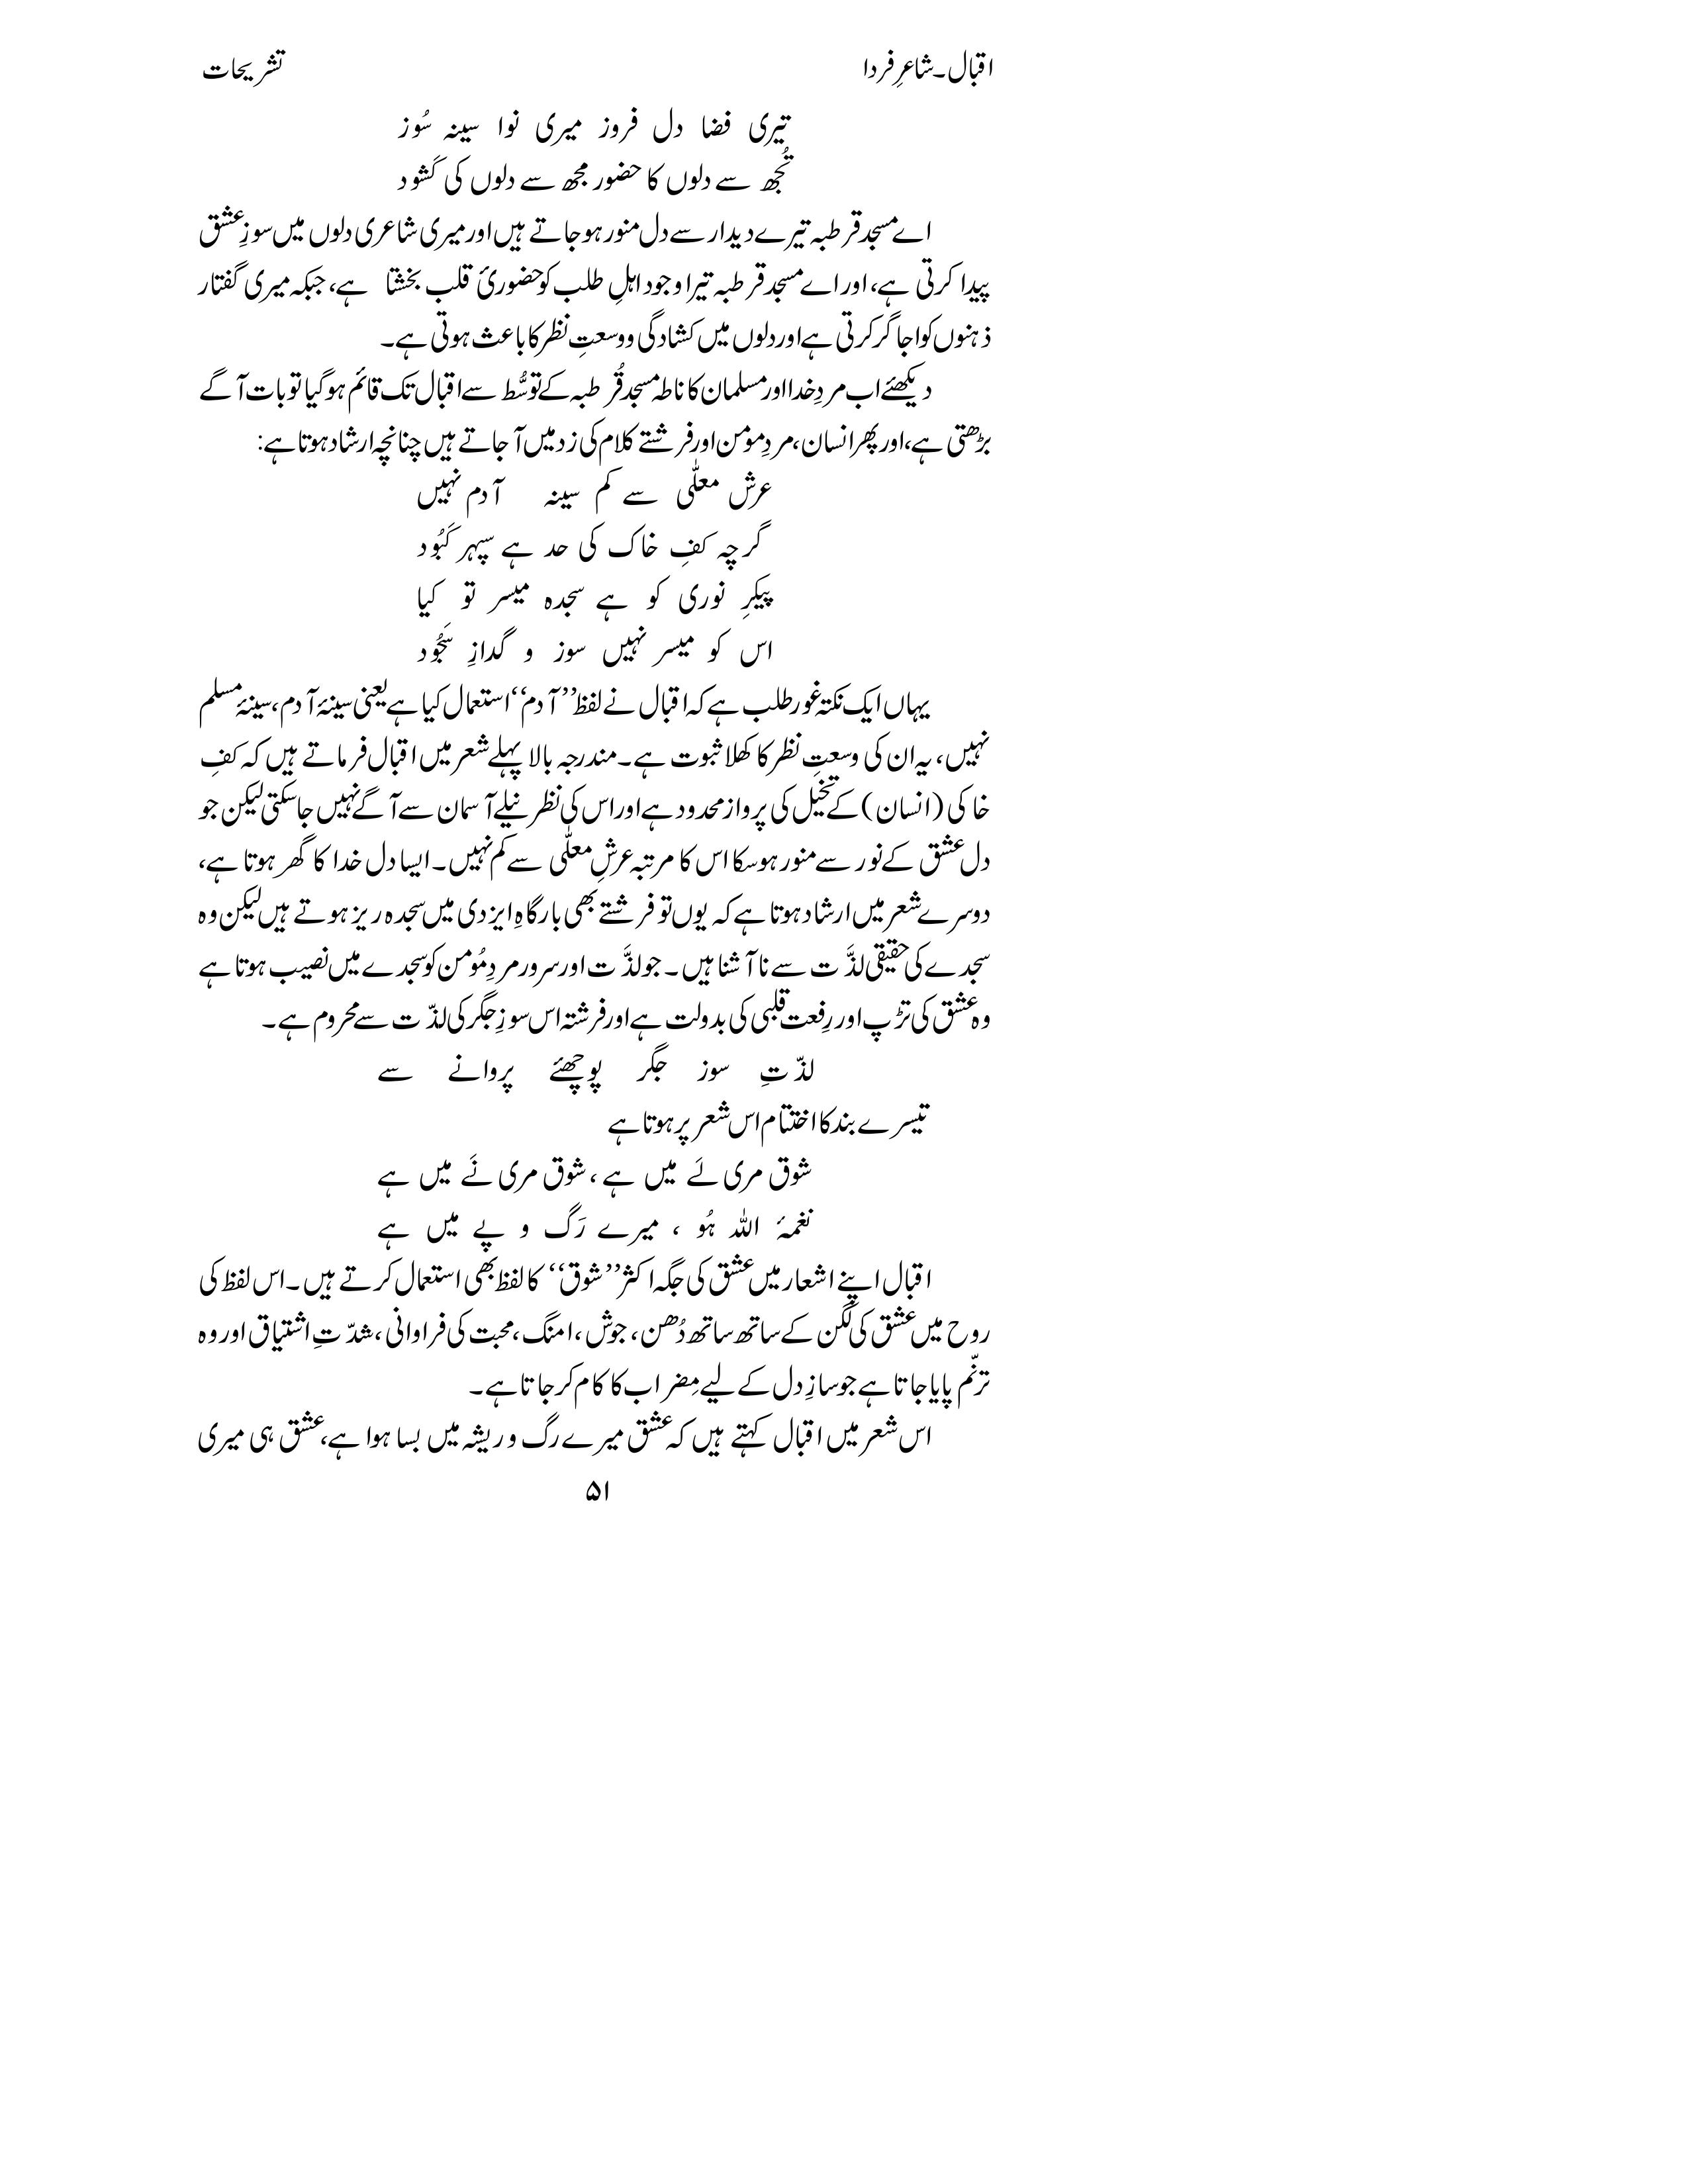 اقبال۔شاعرِ فردا
تشریحات
تیری فضا دل فروز میری نوا سینہ سُوز
تُجھ سے دلوں کا حضور مجھ سے دلوں کی کَشود
اے مسجد قرطبہ تیرے دیدار سے دل منور ہوجاتے ہیں اور میری شاعری دلوں میں سوزِ عشق
پیدا کرتی ہے، اور اے مسجد قرطبہ تیرا وجود اہلِ طلب کو حضوریٔ قلب بخشتا ہے، جبکہ میری گفتار
ذہنوں کو اجاگر کرتی ہے اور دلوں میں کشادگی و وسعتِ نظر کا باعث ہوتی ہے۔
دیکھئے اب مردِ خدا اور مسلمان کا ناطہ مسجد قُرطبہ کے توسُّط سے اقبال تک قائم ہوگیا تو بات آگے
بڑھتی ہے، اور پھر انسان، مردِ مومن اور فرشتے کلام کی زد میں آجاتے ہیں چنانچہ ارشاد ہوتا ہے:
عرش معلّٰی سے کم سینہ آدم نہیں
گرچہ کفِ خاک کی حد ہے سپہر کَبُود
پیکرِ نوری کو ہے سجدہ میسر تو کیا
اس کو میسر نہیں سوز و گدازِ سَجُود
یہاں ایک نکتہ غور طلب ہے کہ اقبال نے لفظ ’’آدم‘‘ استعمال کیا ہے یعنی سینۂ آدم، سینۂ مسلم
نہیں، یہ ان کی وسعتِ نظر کا کھلا ثبوت ہے۔ مندرجہ بالا پہلے شعر میں اقبال فرماتے ہیں کہ کفِ
خاکی (انسان) کے تخیّل کی پرواز محدود ہے اور اس کی نظر نیلے آسمان سے آگے نہیں جاسکتی لیکن جو
دل عشق کے نور سے منور ہوسکا اس کا مرتبہ عرشِ معلّٰی سے کم نہیں۔ ایسا دل خدا کا گھر ہوتا ہے،
دوسرے شعر میں ارشاد ہوتا ہے کہ یوں تو فرشتے بھی بارگاہِ ایزدی میں سجدہ ریز ہوتے ہیں لیکن وہ
سجدے کی حقیقی لذَّت سے ناآشنا ہیں۔ جو لذَّت اور سرور مردِ مُومن کو سجدے میں نصیب ہوتا ہے
وہ عشق کی تڑپ اور رِفعت قلبی کی بدولت ہے اور فرشتہ اس سوزِ جگر کی لذّت سے محروم ہے۔
لذّتِ سوز جگر پوچھئے پروانے سے
تیسرے بند کا اختتام اس شعر پر ہوتا ہے
شوق مری لَے میں ہے، شوق مری نَے میں ہے
نغمۂ اللہ ہُو ، میرے رَگ و پے میں ہے
اقبال اپنے اشعار میں عشق کی جگہ اکثر ’’شوق‘‘ کا لفظ بھی استعمال کرتے ہیں۔ اس لفظ کی
روح میں عشق کی لَگن کے ساتھ ساتھ دُھن، جوش، امنگ، محبت کی فراوانی، شدّتِ اشتیاق اور وہ
ترنّم پایا جاتا ہے جو سازِ دل کے لیے مِضراب کا کام کرجاتا ہے۔
اس شعر میں اقبال کہتے ہیں کہ عشق میرے رگ و ریشہ میں بسا ہوا ہے، عشق ہی میری
۵۱